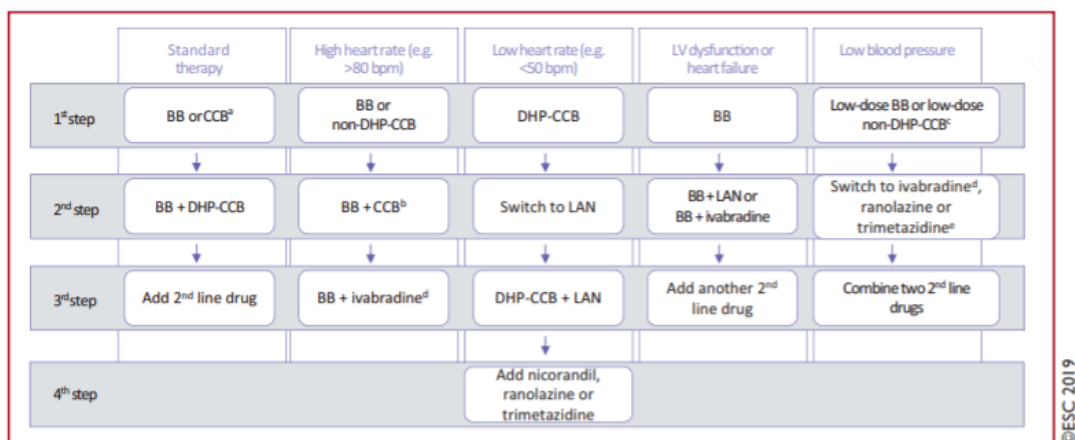 Standard
therapy
High heart rate (e.g.
>80 bpm)
Low heart rate (e.g.
<50 bpm)
LV dysfunction or
heart failure
Low blood pressure
1st step
BB or CCBa
BB or
non-DHP-CCB
DHP-CCB
BB
Low-dose BB or low-dose
non-DHP-CCBc
2nd step
BB + DHP-CCB
BB + CCBb
Switch to LAN
BB + LAN or
BB + ivabradine
Switch to ivabradined,
ranolazine or
trimetazidinee
3rd step
Add 2nd line drug
BB + ivabradined
DHP-CCB + LAN
Add another 2nd
line drug
Combine two 2nd line
drugs
4th step
Add nicorandil,
ranolazine or
trimetazidine
©ESC 2019